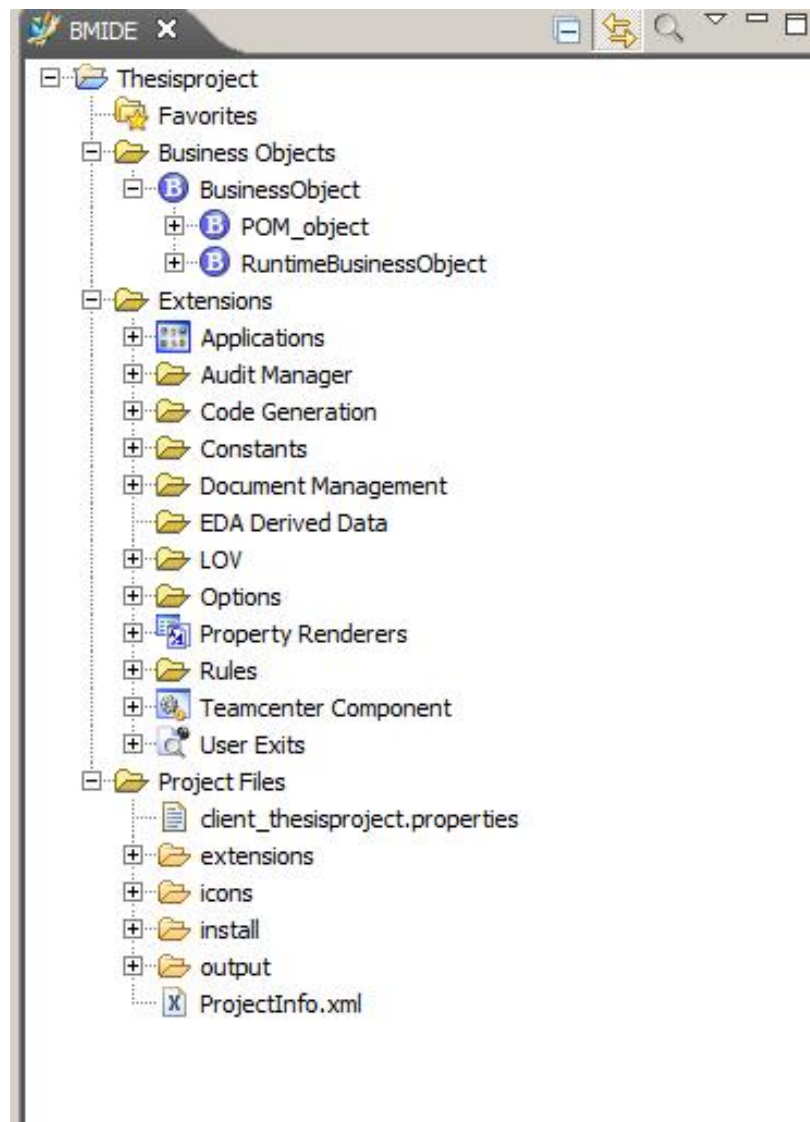 BMIDE
Thesisproject
Favorites
Business Objects
BusinessObject
POM_object
RuntimeBusinessObject
Extensions
Applications
Audit Manager
Code Generation
Constants
Document Management
EDA Derived Data
LOV
Options
Property Renderers
Rules
Teamcenter Component
User Exits
Project Files
client_thesisproject.properties
extensions
icons
install
output
ProjectInfo.xml